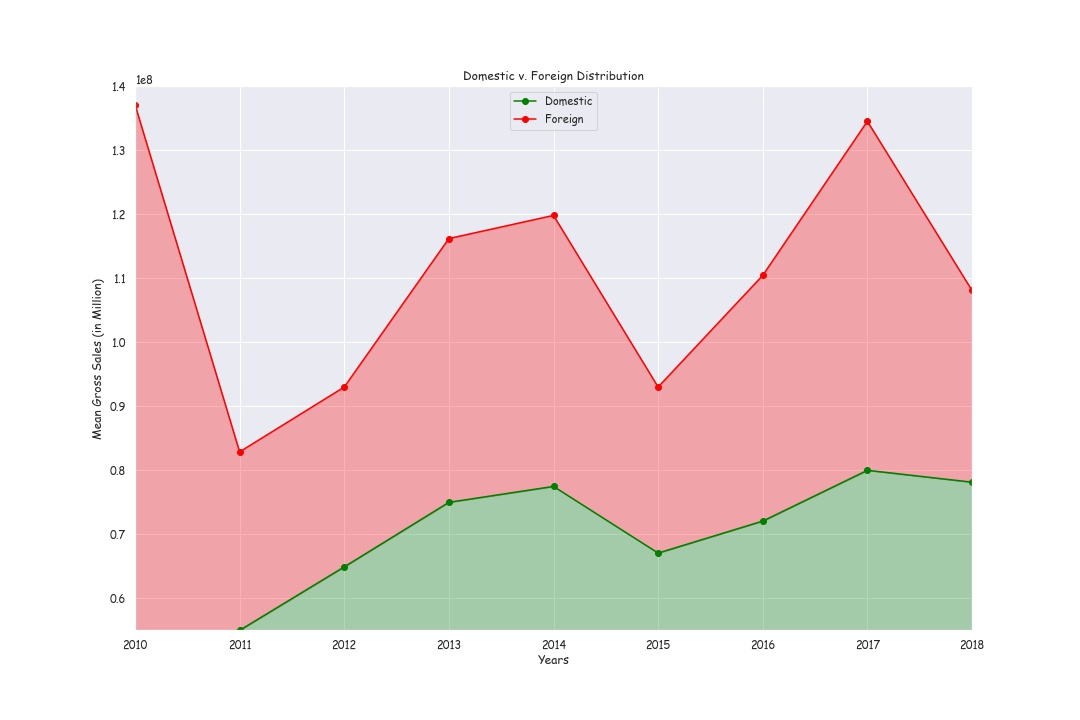 Domestic v. Foreign Distribution
1e8
Domestic
Foreign
1.4
1.3
1.2
1.1
1.0
0.9
0.8
0.7
0.6
Mean Gross Sales (in Million)
2010 2011 2012 2013 2014 2015 2016 2017 2018
Years